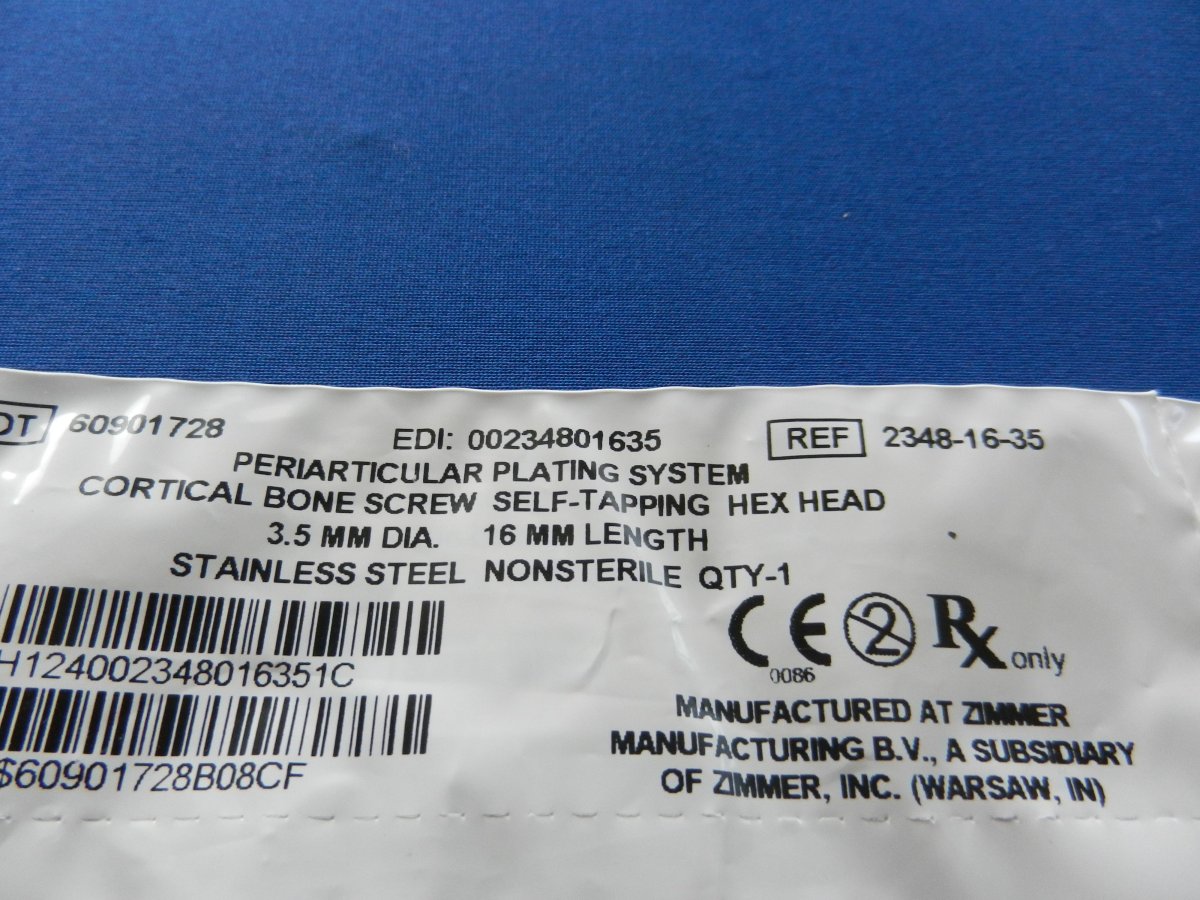 60901728
EDI: 00234801635
REF 2348-16-35
PERIARTICULAR PLATING SYSTEM
CORTICAL BONE SCREW SELF-TAPPING HEX HEAD
3.5 MM DIA. 16 MM LENGTH
STAINLESS STEEL NONSTERILE QTY-1
H124002348016351C
$60901728B08CF
CE 0086 2 Rx only
MANUFACTURED AT ZIMMER
MANUFACTURING B.V., A SUBSIDIARY
OF ZIMMER, INC. (WARSAW, IN)